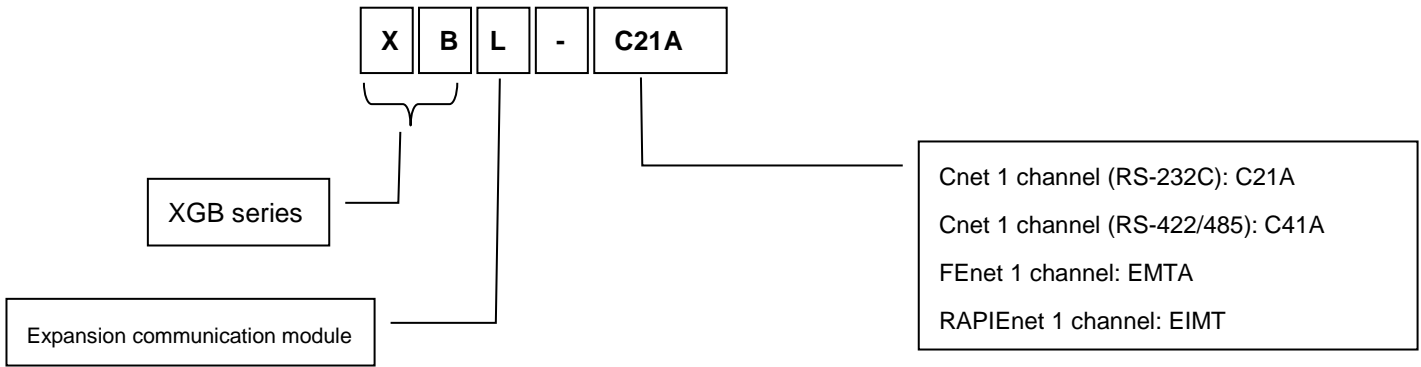 X B L - C21A
Cnet 1 channel (RS-232C): C21A
Cnet 1 channel (RS-422/485): C41A
FEnet 1 channel: EMTA
RAPIEnet 1 channel: EIMT
XGB series
Expansion communication module